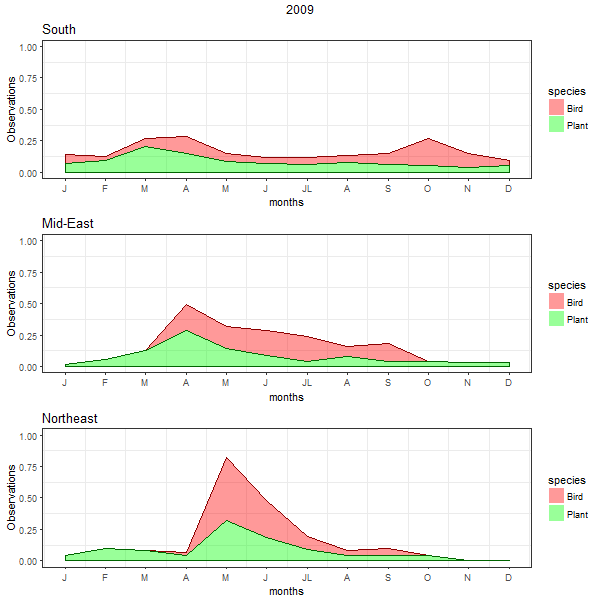 2009
South
1.00
0.75
0.50
0.25
0.00
Observations
J F M A M J JL A S O N D
months
species
Bird
Plant
Mid-East
1.00
0.75
0.50
0.25
0.00
Observations
J F M A M J JL A S O N D
months
species
Bird
Plant
Northeast
1.00
0.75
0.50
0.25
0.00
Observations
J F M A M J JL A S O N D
months
species
Bird
Plant